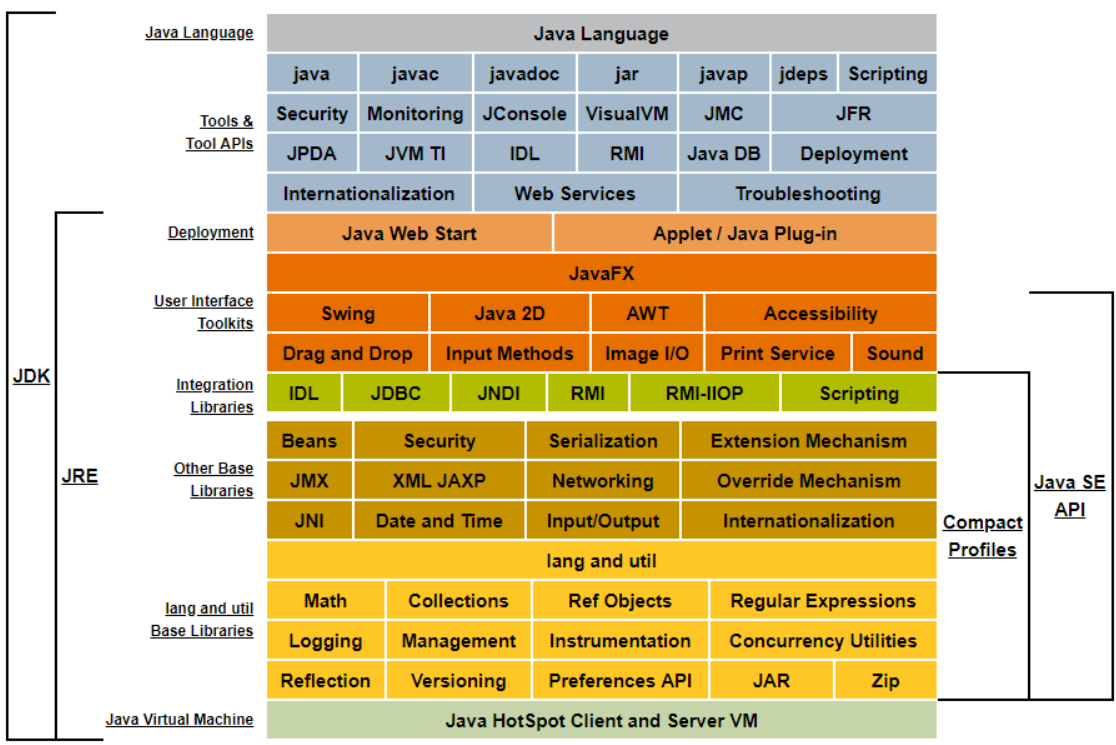 Java Language Java Language
java javac javadoc jar javap jdeps Scripting
Tools &
Tool APIs
Security Monitoring JConsole VisualVM JMC JFR
JPDA JVM TI IDL RMI Java DB Deployment
Internationalization Web Services Troubleshooting
Deployment Java Web Start Applet / Java Plug-in
JavaFX
User Interface
Toolkits
Swing Java 2D AWT Accessibility
Drag and Drop Input Methods Image I/O Print Service Sound
JDK
Integration
Libraries
IDL JDBC JNDI RMI RMI-IIOP Scripting
JRE
Other Base
Libraries
Beans Security Serialization Extension Mechanism
JMX XML JAXP Networking Override Mechanism
JNI Date and Time Input/Output Internationalization
Java SE
API
Compact
Profiles
lang and util
lang and util
Base Libraries
Math Collections Ref Objects Regular Expressions
Logging Management Instrumentation Concurrency Utilities
Reflection Versioning Preferences API JAR Zip
Java Virtual Machine Java HotSpot Client and Server VM